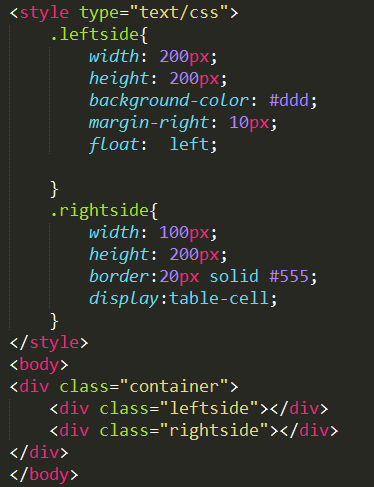 <style type="text/css">
    .leftside{
        width: 200px;
        height: 200px;
        background-color: #ddd;
        margin-right: 10px;
        float:  left;

    }
    .rightside{
        width: 100px;
        height: 200px;
        border:20px solid #555;
        display:table-cell;
    }
</style>
<body>
<div class="container">
    <div class="leftside"></div>
    <div class="rightside"></div>
</div>
</body>